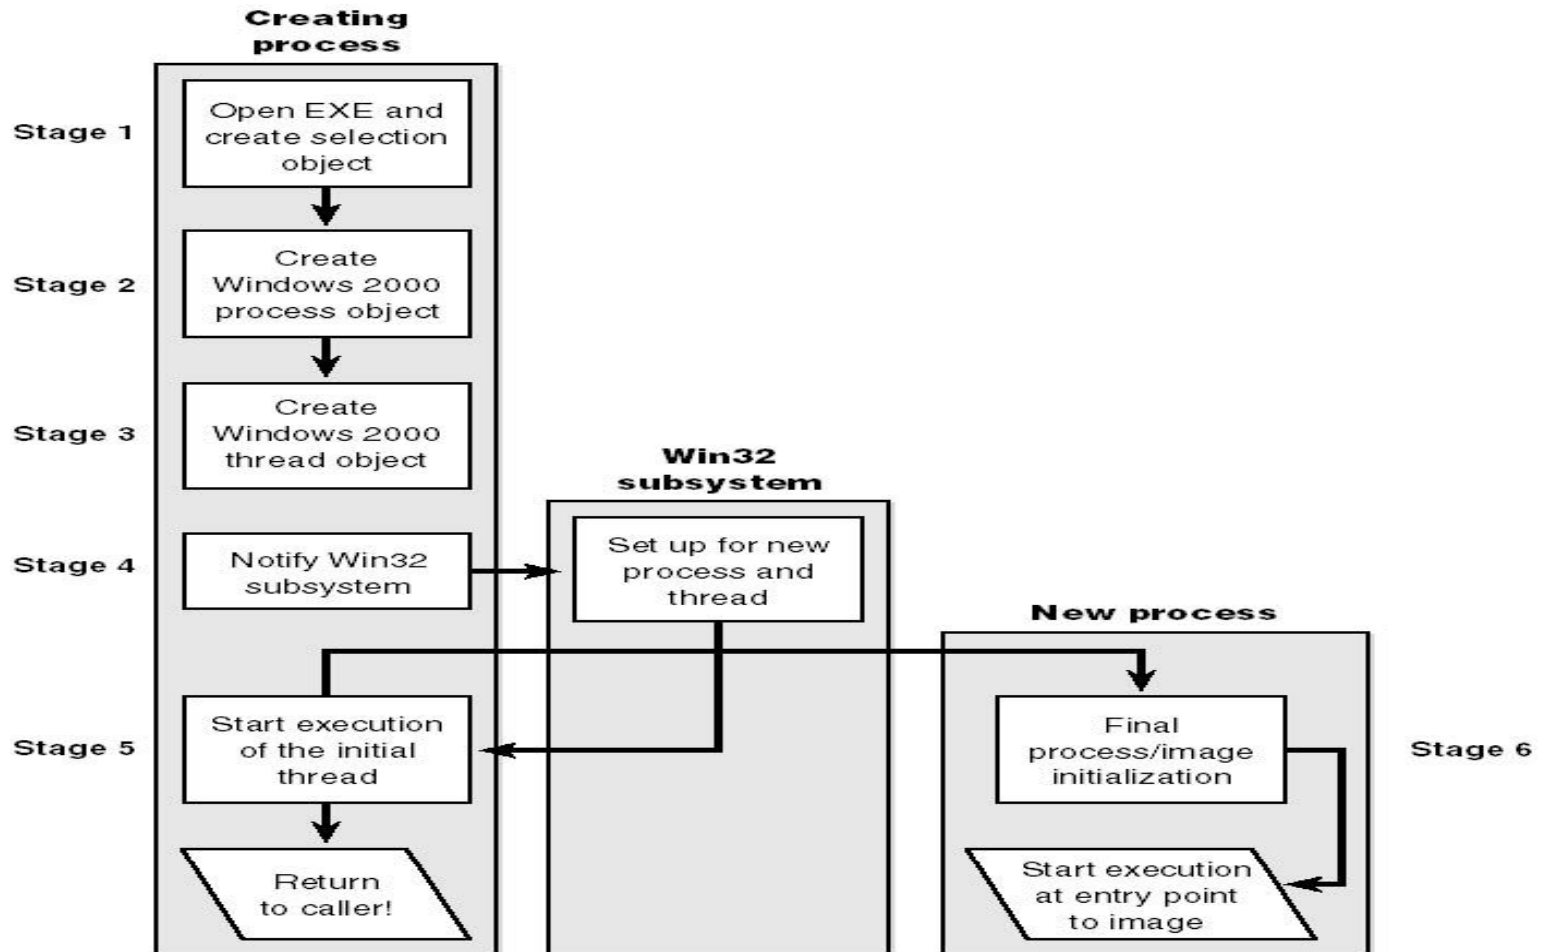 Creating
process
Stage 1
Open EXE and
create selection
object
Stage 2
Create
Windows 2000
process object
Stage 3
Create
Windows 2000
thread object
Win32
subsystem
Stage 4
Notify Win32
subsystem
Set up for new
process and
thread
New process
Stage 5
Start execution
of the initial
thread
Final
process/image
initialization
Stage 6
Return
to caller!
Start execution
at entry point
to image